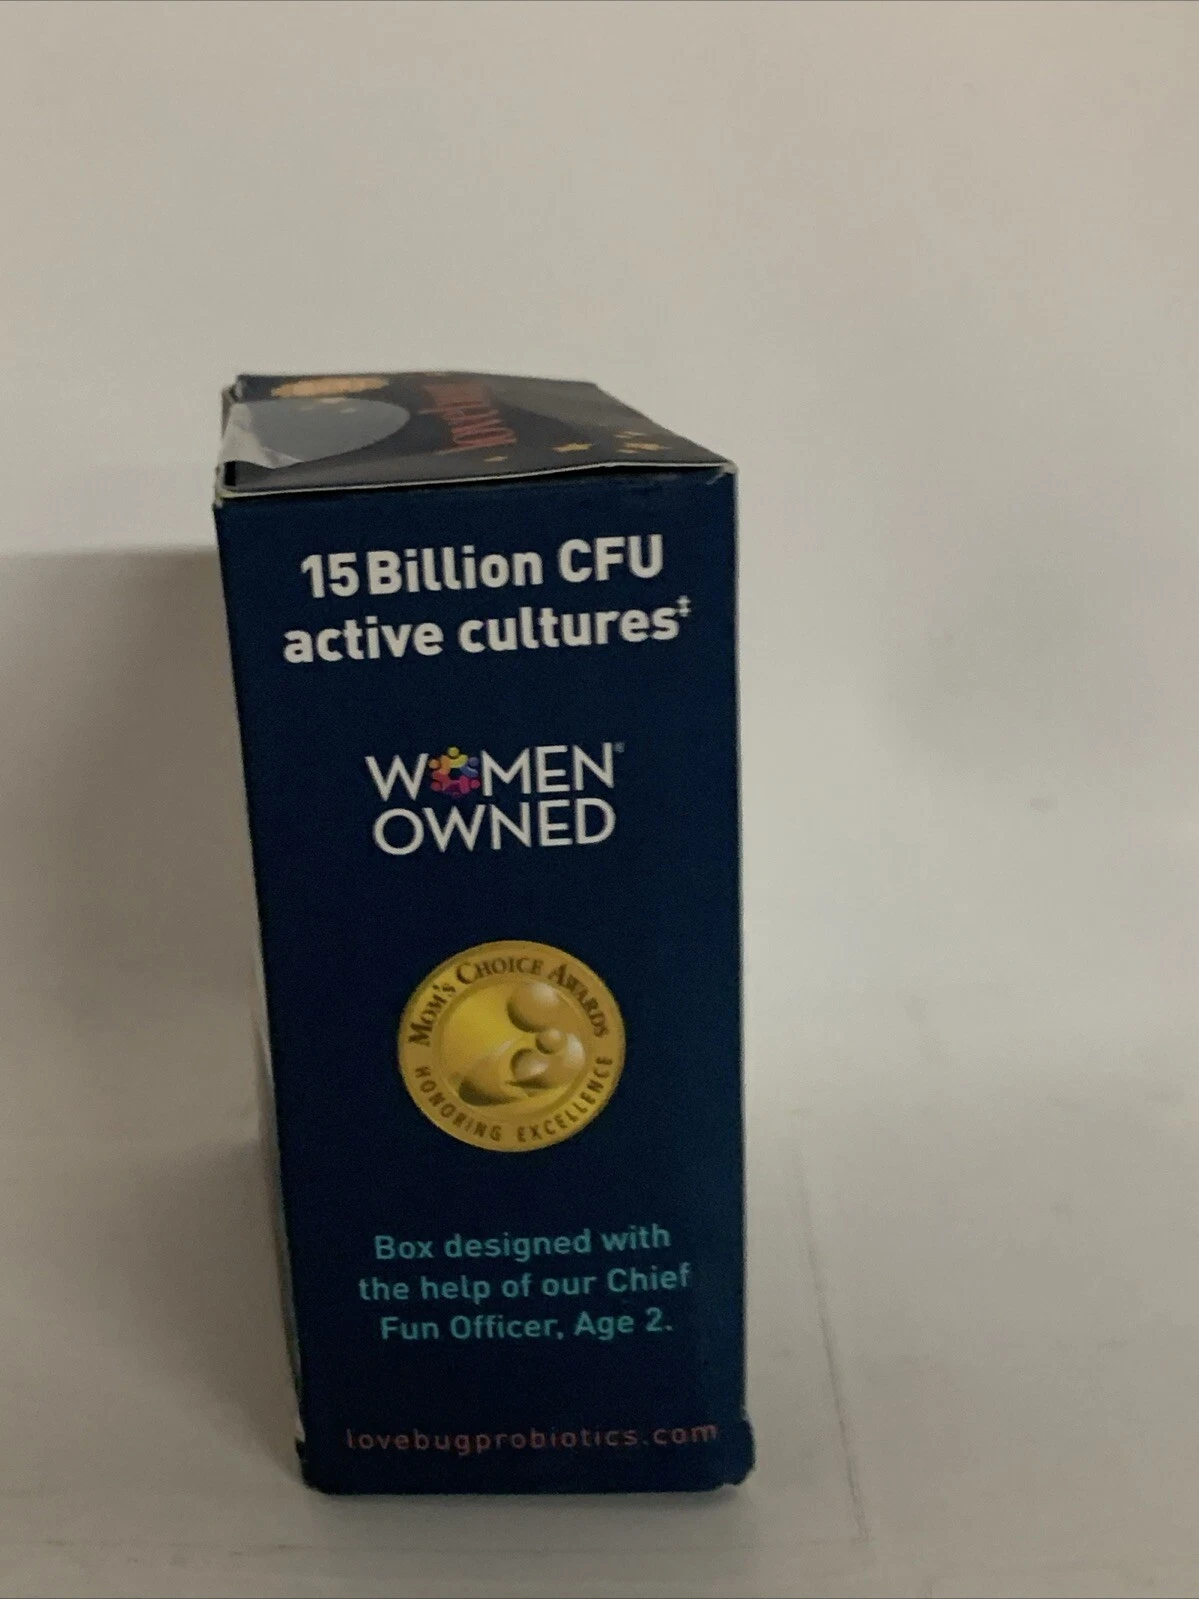 15 Billion CFU
active cultures‡
WOMEN®
OWNED
MOM'S CHOICE AWARDS
HONORING EXCELLENCE
Box designed with
the help of our Chief
Fun Officer, Age 2.
lovebugprobiotics.com